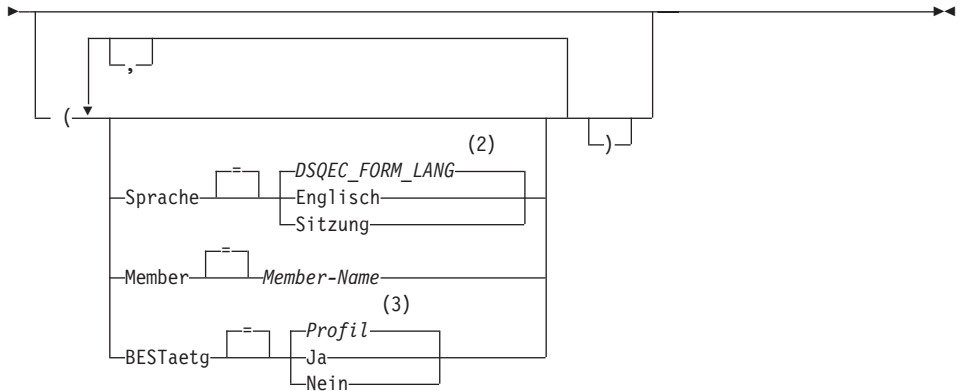 ,
(
)
(2)
Sprache = DSQEC_FORM_LANG
Englisch
Sitzung
Member = Member-Name
(3)
BESTaetg = Profil
Ja
Nein